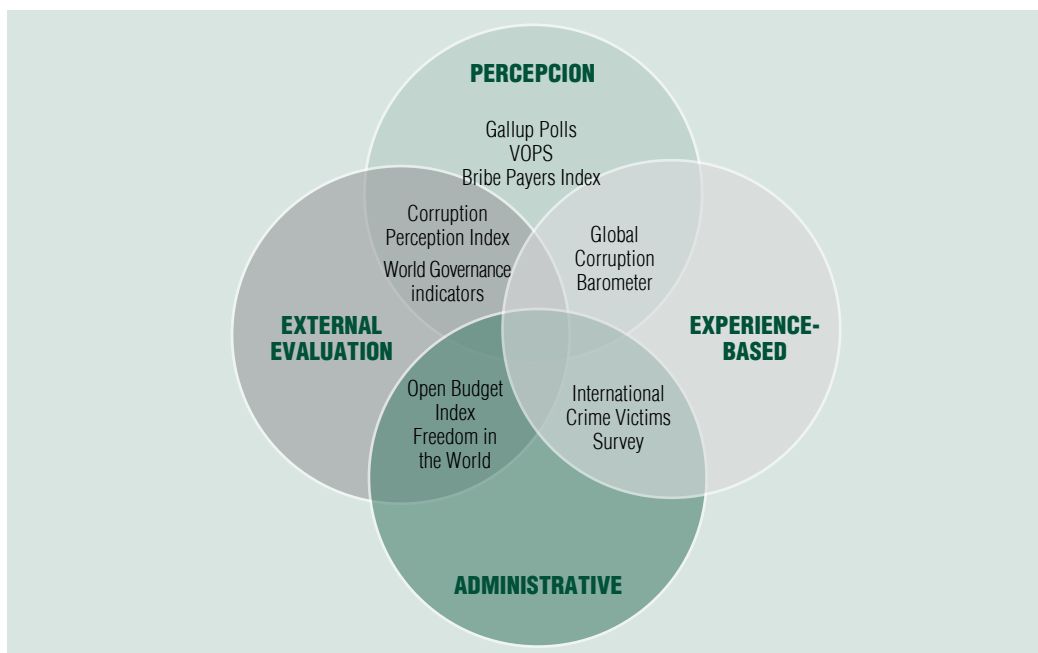 PERCEPCION
Gallup Polls
VOPS
Bribe Payers Index
Corruption
Perception Index
World Governance
indicators
Global
Corruption
Barometer
EXTERNAL
EVALUATION
EXPERIENCE-
BASED
Open Budget
Index
Freedom in
the World
International
Crime Victims
Survey
ADMINISTRATIVE